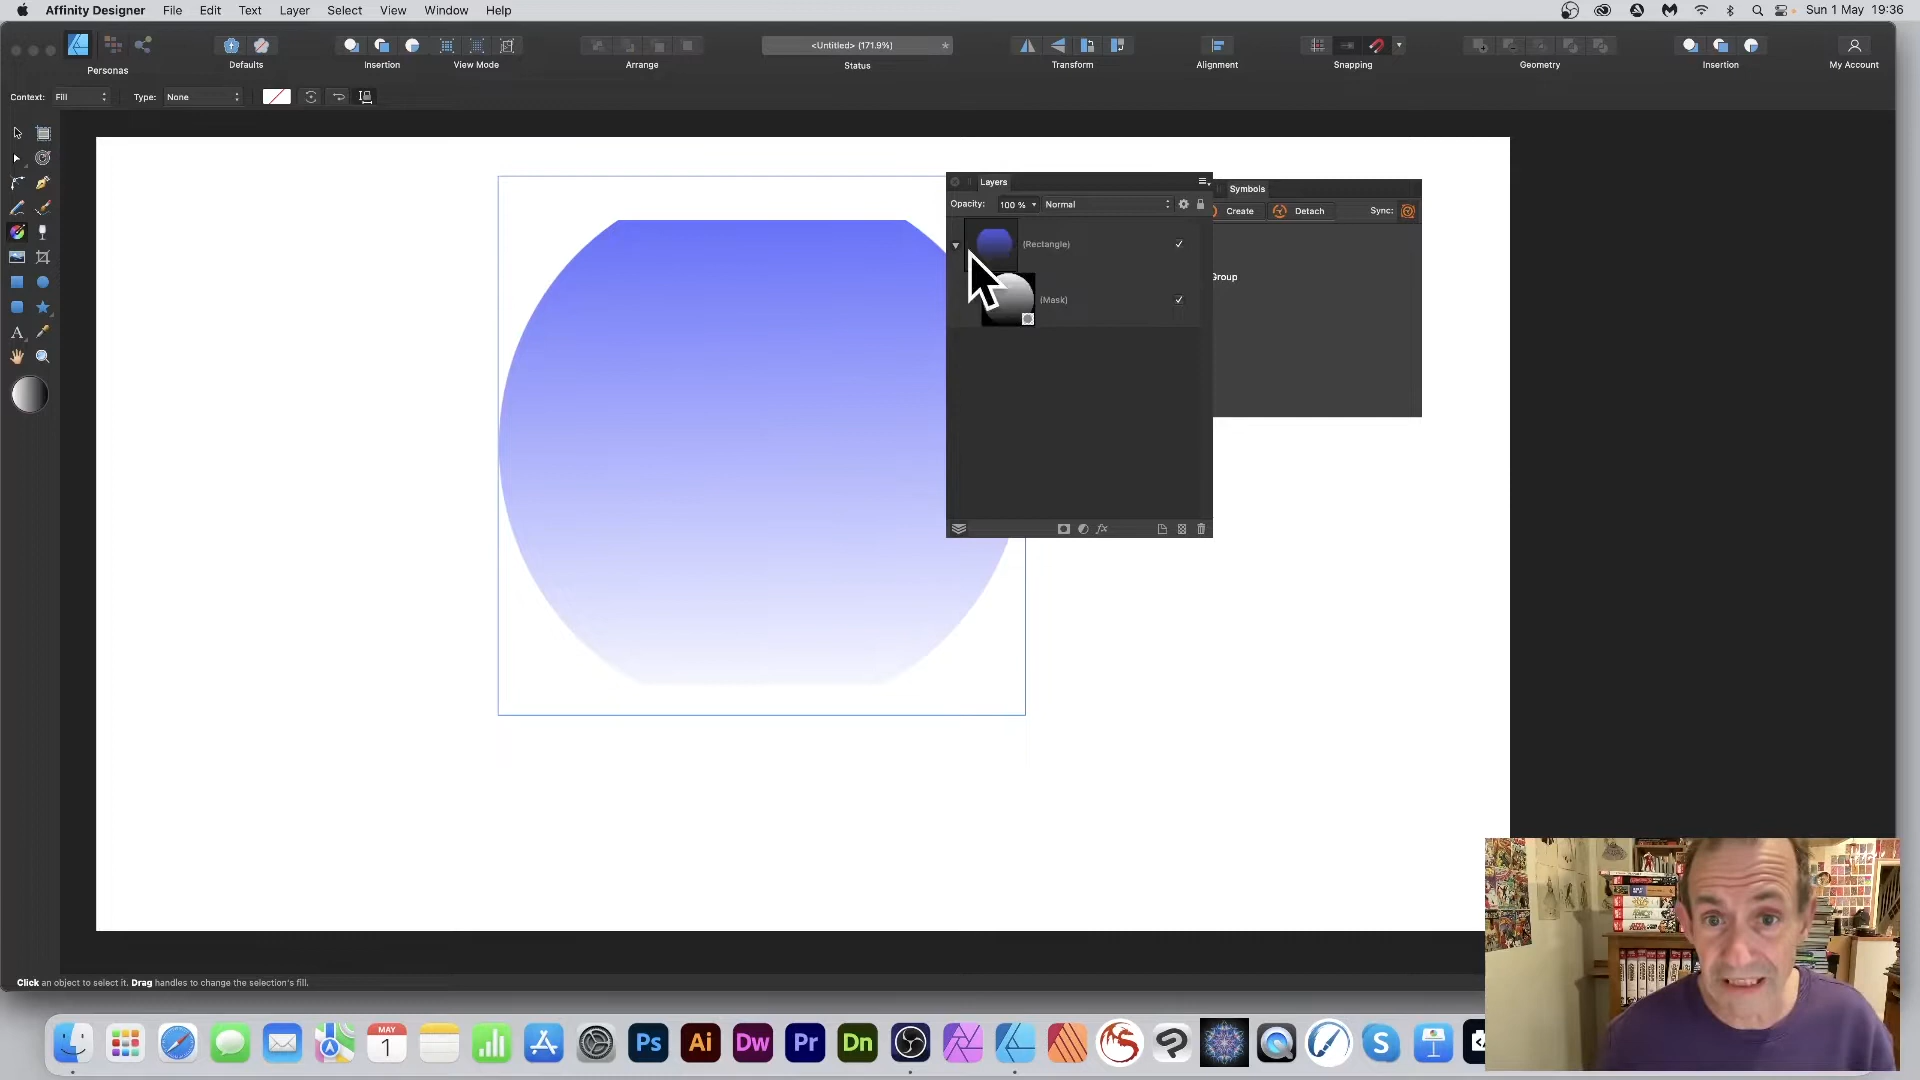 Affinity Designer File Edit Text Layer Select View Window Help Sun 1 May 19:36
<Untitled> (171.9%) *
Personas Defaults Insertion View Mode Arrange Status Transform Alignment Snapping Geometry Insertion My Account
Context: Fill Type: None
Layers
Symbols
Opacity: 100 % Normal
Create Detach Sync:
(Rectangle)
Group
(Mask)
fx
A
Click an object to select it. Drag handles to change the selection's fill.
MAY
1
Ps Ai Dw Pr Dn